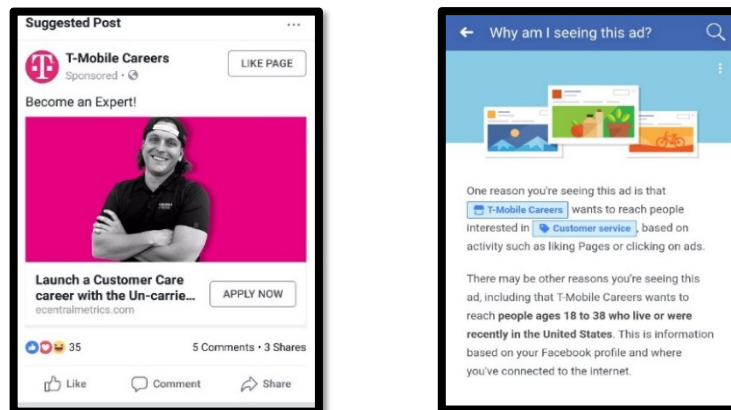 Suggested Post
T-Mobile Careers
Sponsored ·
LIKE PAGE
Become an Expert!
Launch a Customer Care
career with the Un-carrie...
ecentralmetrics.com
APPLY NOW
35
5 Comments • 3 Shares
Like
Comment
Share
Why am I seeing this ad?
One reason you're seeing this ad is that
T-Mobile Careers wants to reach people
interested in Customer service, based on
activity such as liking Pages or clicking on ads.
There may be other reasons you're seeing this
ad, including that T-Mobile Careers wants to
reach people ages 18 to 38 who live or were
recently in the United States. This is information
based on your Facebook profile and where
you've connected to the internet.